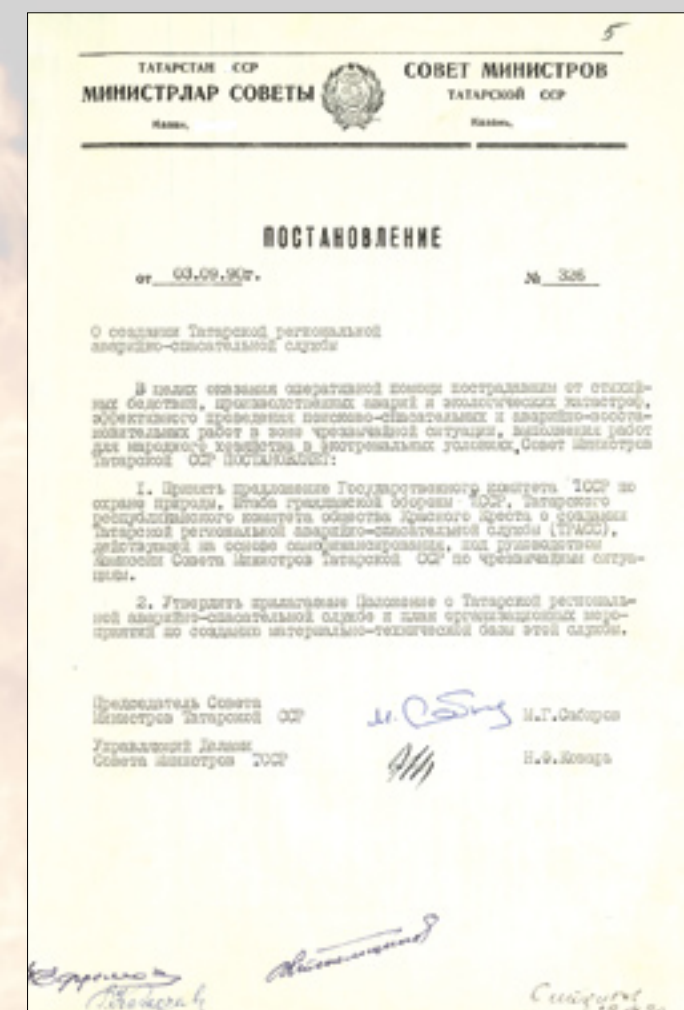 5
ТАТАРСТАН ССР
МИНИСТРЛАР СОВЕТЫ
Казан,
СОВЕТ МИНИСТРОВ
ТАТАРСКОЙ ССР
Казань,
ПОСТАНОВЛЕНИЕ
от 03.09.90г. № 326
О создании Татарской региональной
аварийно-спасательной службы
В целях оказания оперативной помощи пострадавшим от стихий-
ных бедствий, производственных аварий и экологических катастроф,
эффективного проведения поисково-спасательных и аварийно-восста-
новительных работ в зоне чрезвычайной ситуации, выполнения работ
для народного хозяйства в экстремальных условиях, Совет Министров
Татарской ССР ПОСТАНОВЛЯЕТ:
1. Принять предложение Государственного комитета ТССР по
охране природы, Штаба гражданской обороны ТССР, Татарского
республиканского комитета общества Красного Креста о создании
Татарской региональной аварийно-спасательной службы (ТРАСС),
действующей на основе самофинансирования, под руководством
Комиссии Совета Министров Татарской ССР по чрезвычайным ситуа-
циям.
2. Утвердить прилагаемые Положение о Татарской региональ-
ной аварийно-спасательной службе и план организационных меро-
приятий по созданию материально-технической базы этой службы.
Председатель Совета
Министров Татарской ССР
М.Г.Сабиров
Управляющий Делами
Совета Министров ТССР